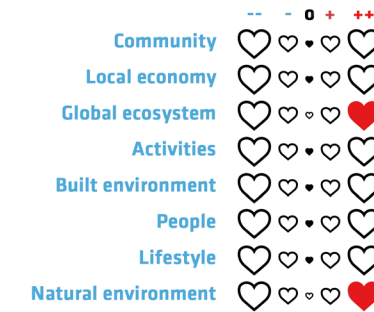 -- - 0 + ++
Community
Local economy
Global ecosystem
Activities
Built environment
People
Lifestyle
Natural environment